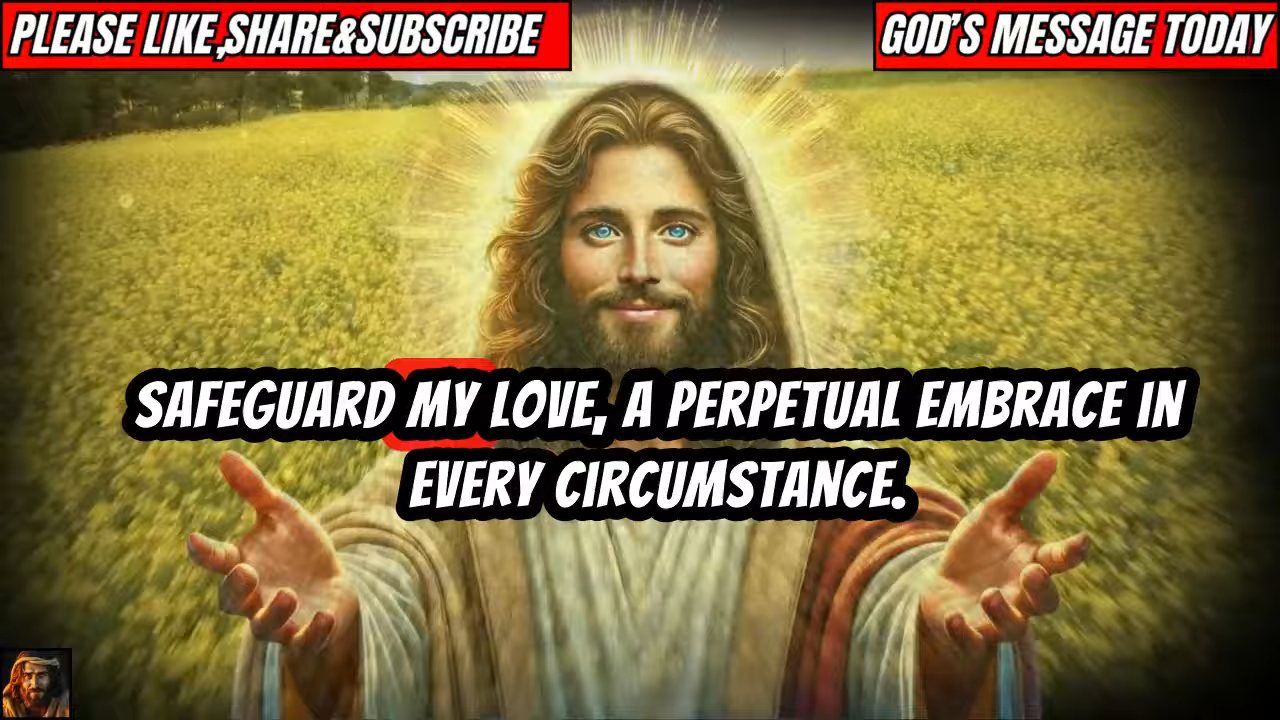 PLEASE LIKE,SHARE&SUBSCRIBE
GOD'S MESSAGE TODAY
SAFEGUARD MY LOVE, A PERPETUAL EMBRACE IN
EVERY CIRCUMSTANCE.